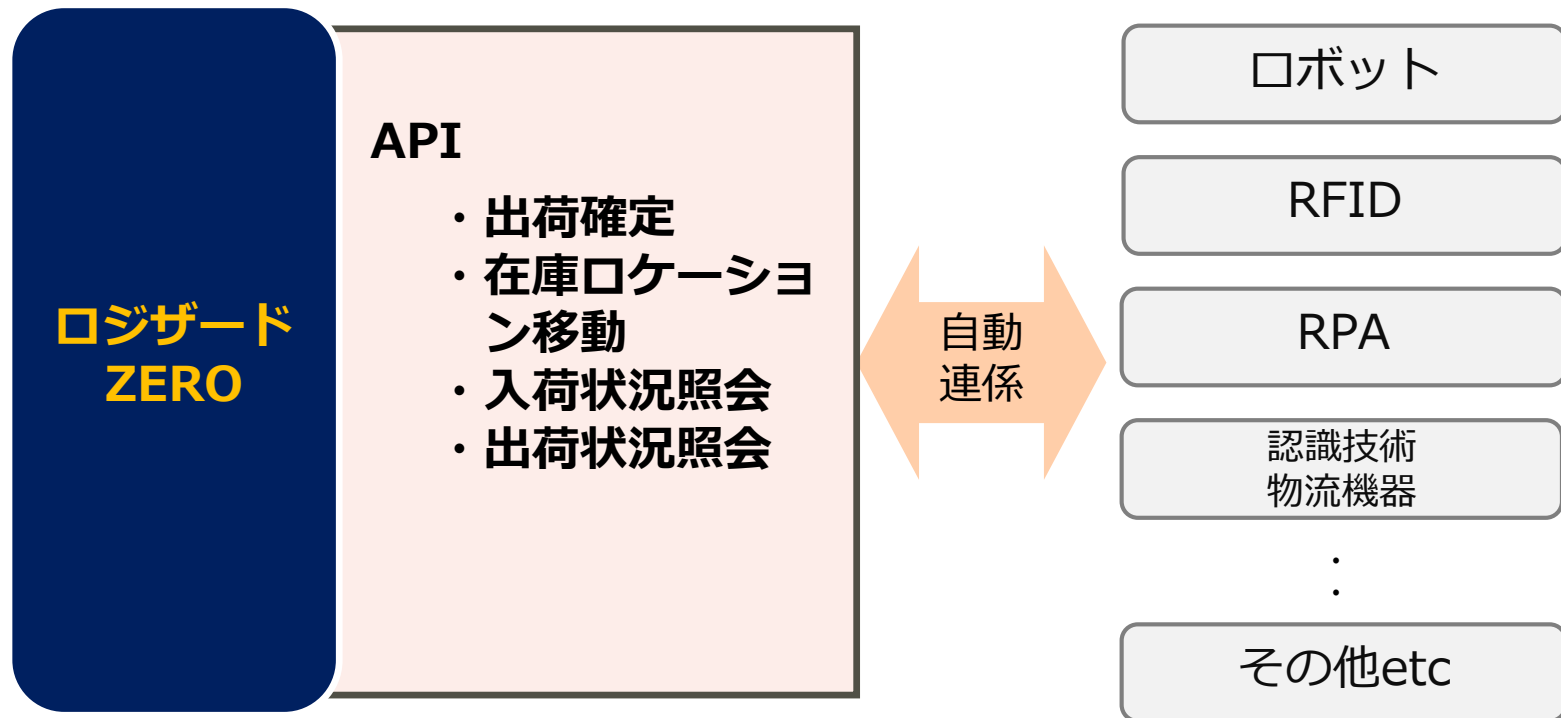 ロジザード
ZERO
API
・出荷確定
・在庫ロケーショ
ン移動
・入荷状況照会
・出荷状況照会
自動
連係
ロボット
RFID
RPA
認識技術
物流機器
・
・
その他etc